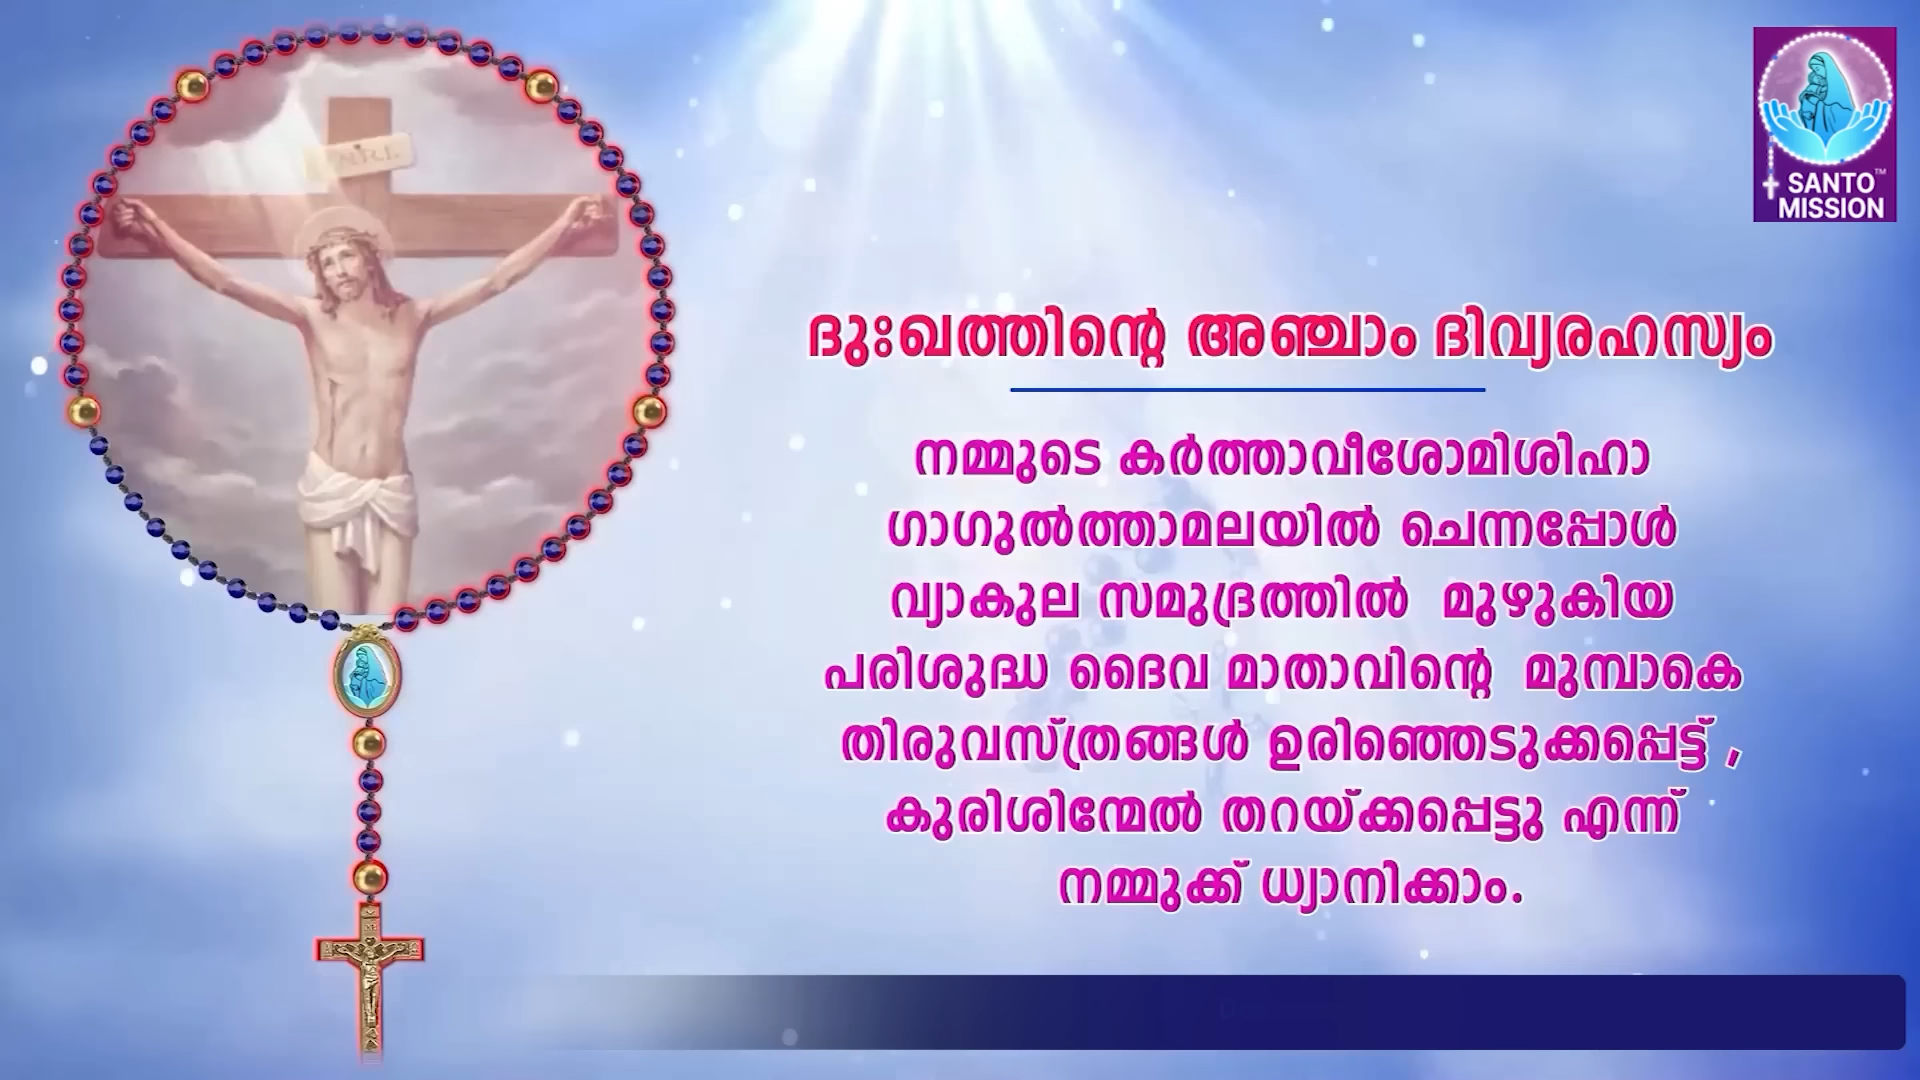 N.R.I.
SANTO™
MISSION
ദുഃഖത്തിന്റെ അഞ്ചാം ദിവ്യരഹസ്യം
നമ്മുടെ കർത്താവീശോമിശിഹാ
ഗാഗുൽത്താമലയിൽ ചെന്നപ്പോൾ
വ്യാകുല സമുദ്രത്തിൽ മുഴുകിയ
പരിശുദ്ധ ദൈവ മാതാവിന്റെ മുമ്പാകെ
തിരുവസ്ത്രങ്ങൾ ഉരിഞ്ഞെടുക്കപ്പെട്ട് ,
കുരിശിന്മേൽ തറയ്ക്കപ്പെട്ടു എന്ന്
നമ്മുക്ക് ധ്യാനിക്കാം.